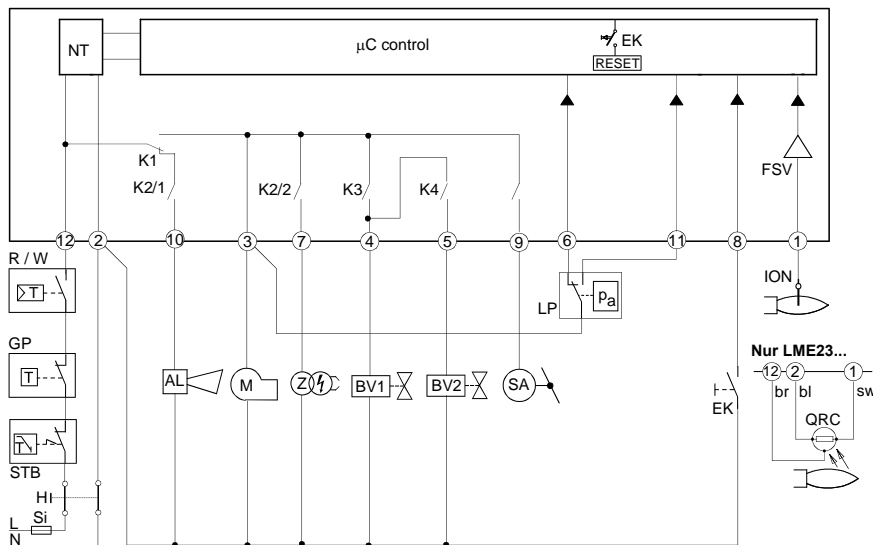 NT
µC control
EK
RESET
K1
K2/1
K2/2
K3
K4
FSV
12
2
10
3
7
4
5
9
6
11
8
1
R / W
T
GP
T
STB
T
H
L
Si
N
AL
M
Z
BV1
BV2
SA
LP
pa
EK
ION
Nur LME23...
12
2
1
br
bl
sw
QRC